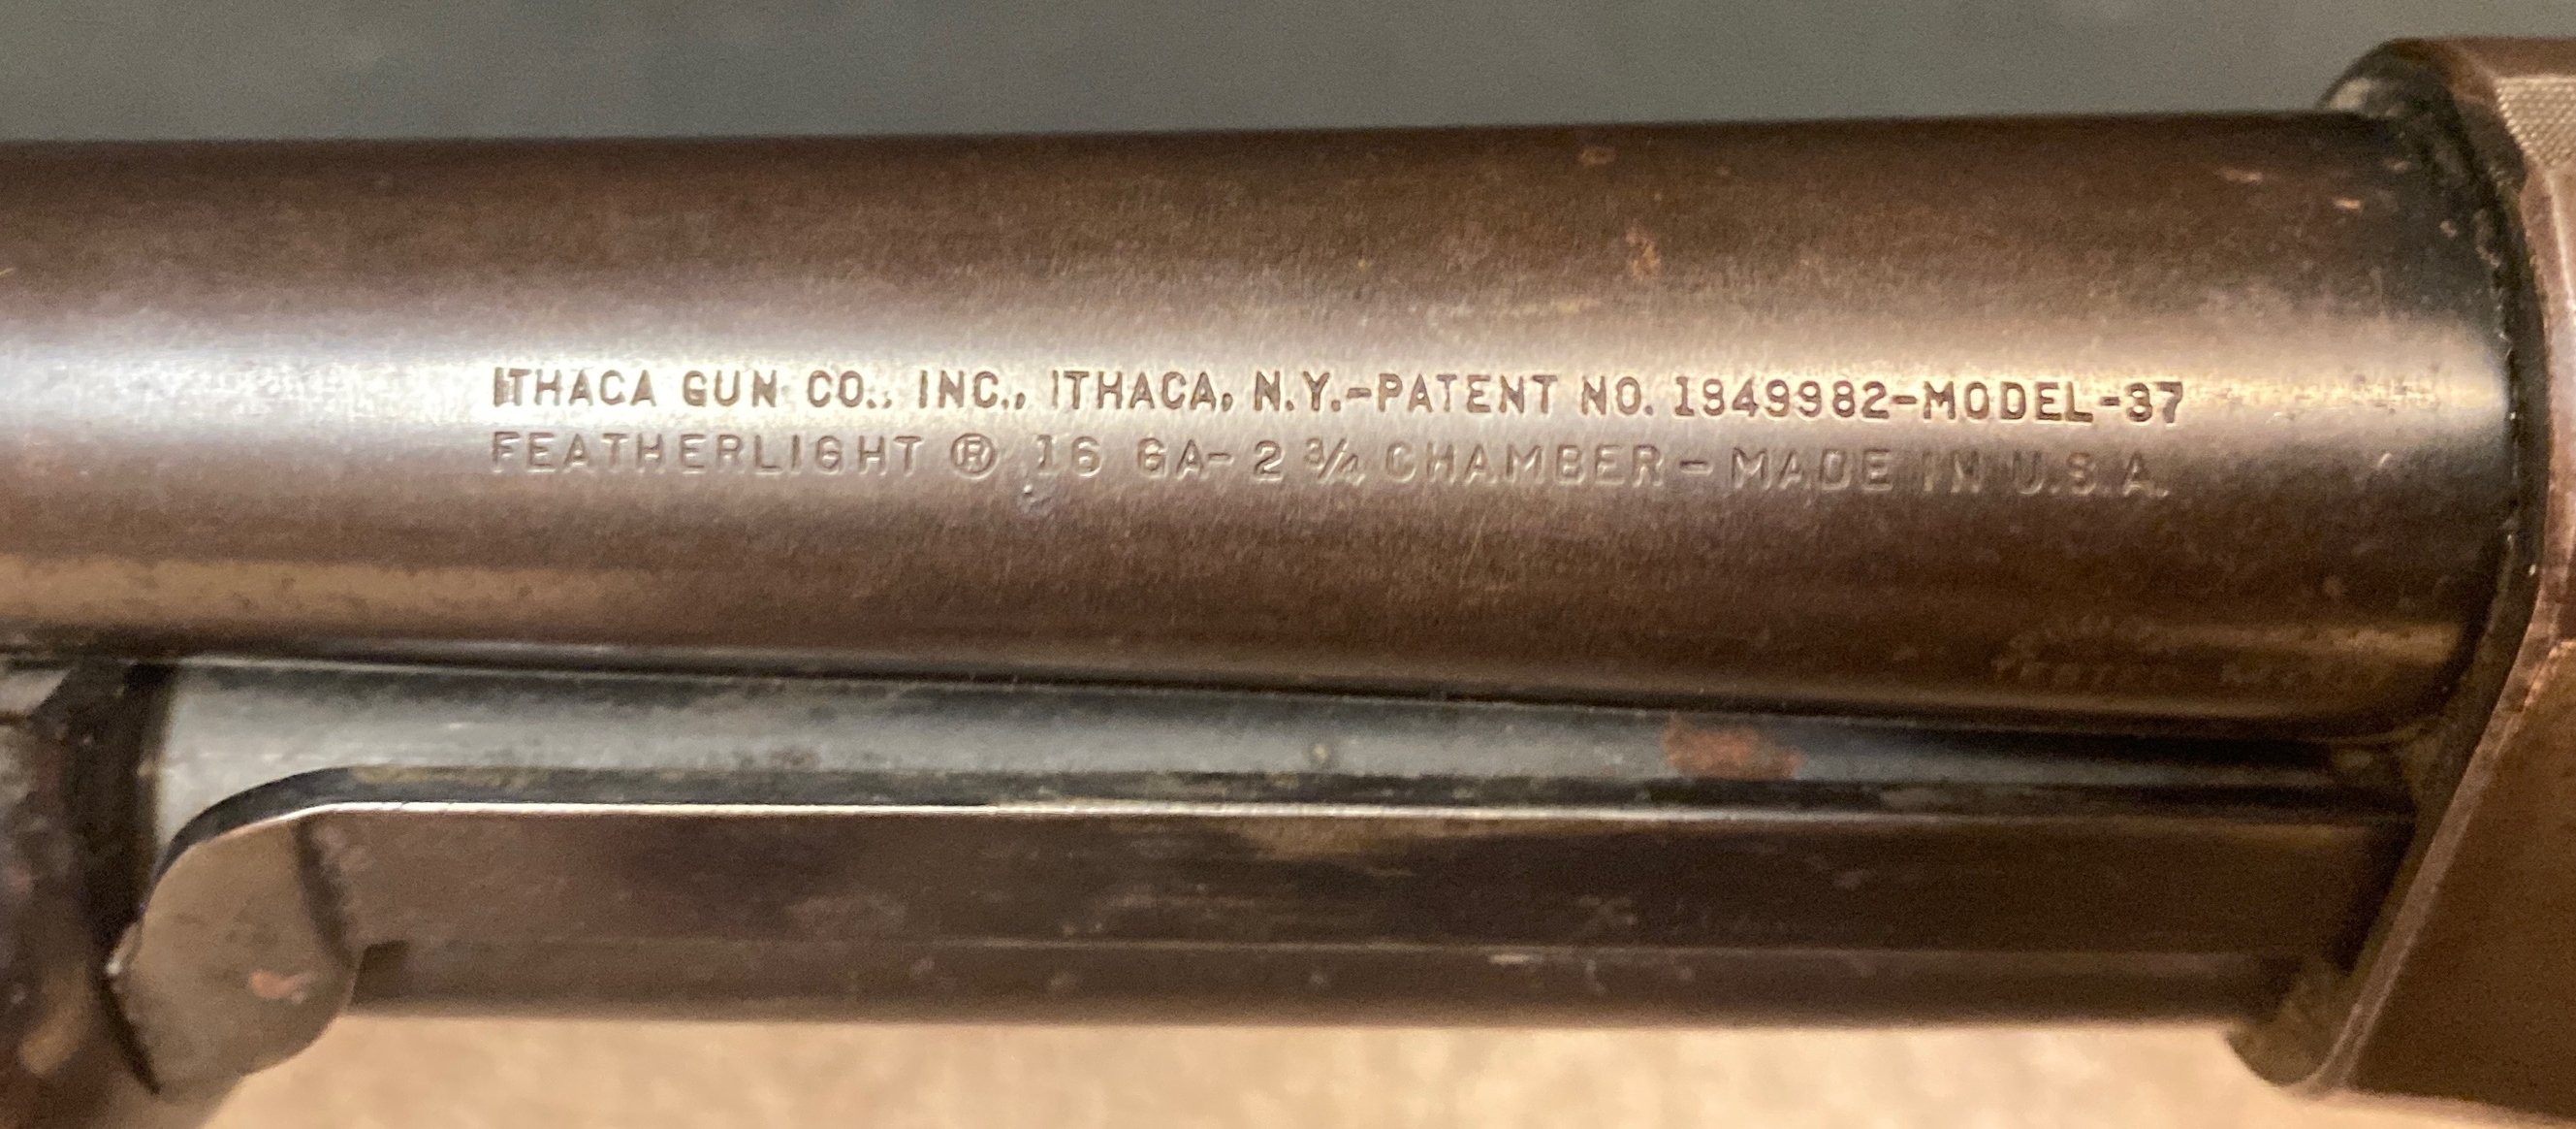 ITHACA GUN CO., INC., ITHACA, N.Y.-PATENT NO. 1849982-MODEL-37
FEATHERLIGHT ® 16 GA-2 3/4 CHAMBER-MADE IN U.S.A.